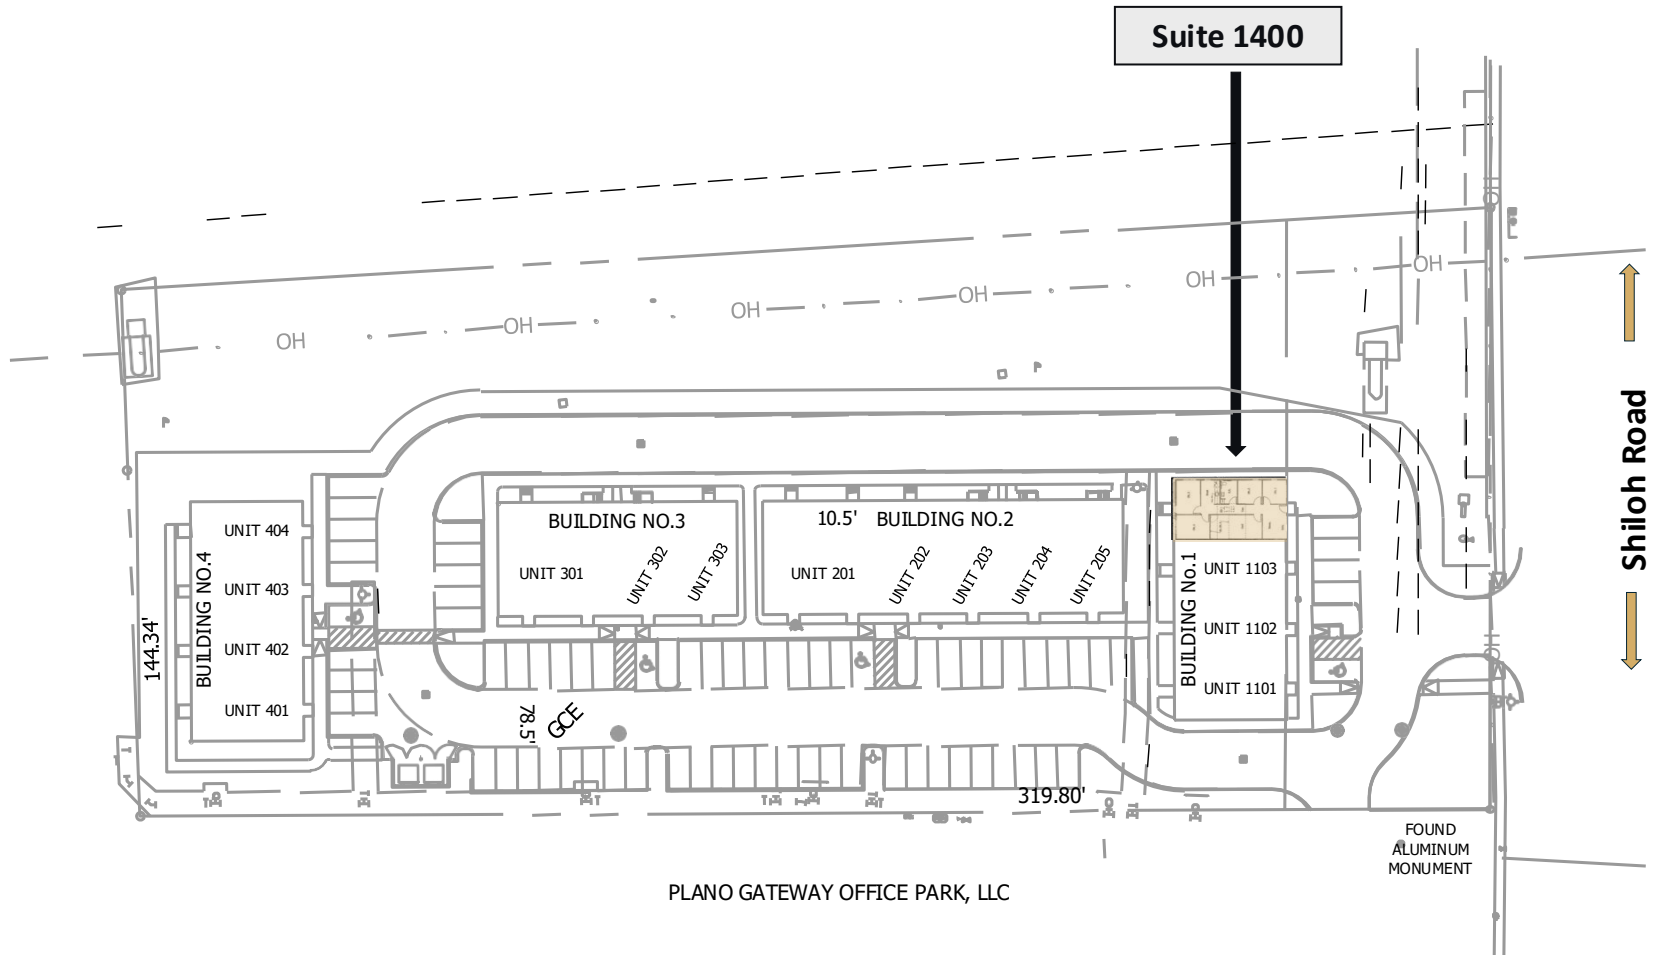 Suite 1400
OH
OH
OH
OH
OH
OH
Shiloh Road
BUILDING NO.4
UNIT 404
UNIT 403
UNIT 402
UNIT 401
144.34'
BUILDING NO.3
UNIT 301
UNIT 302
UNIT 303
10.5'
BUILDING NO.2
UNIT 201
UNIT 202
UNIT 203
UNIT 204
UNIT 205
BUILDING No.1
UNIT 1103
UNIT 1102
UNIT 1101
78.5'
GCE
319.80'
FOUND
ALUMINUM
MONUMENT
PLANO GATEWAY OFFICE PARK, LLC